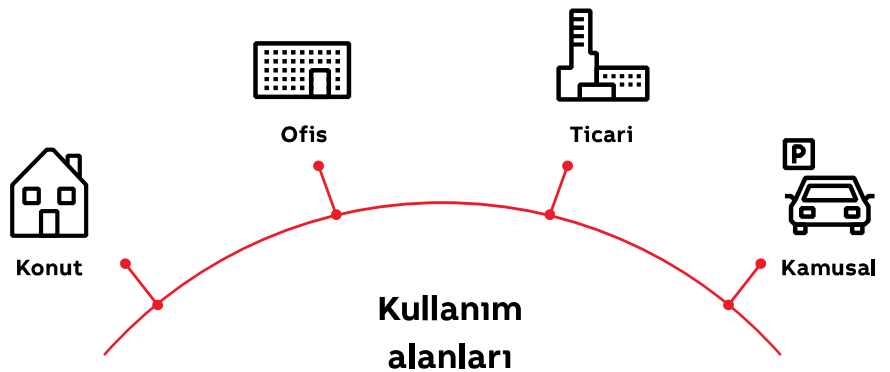 Ofis
Ticari
P
Konut
Kamusal
Kullanım
alanları